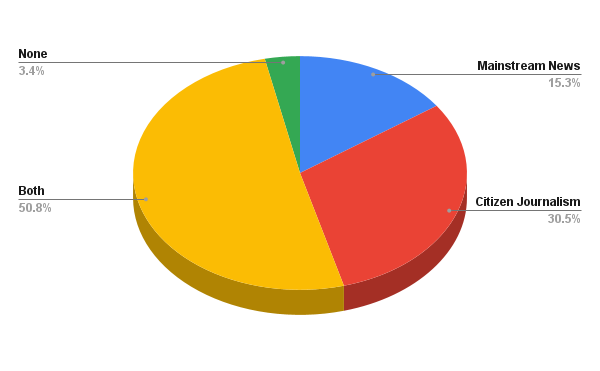 None
3.4%
Mainstream News
15.3%
Both
50.8%
Citizen Journalism
30.5%